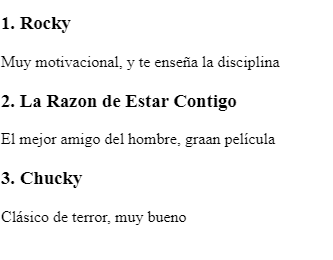 1. Rocky
Muy motivacional, y te enseña la disciplina
2. La Razon de Estar Contigo
El mejor amigo del hombre, graan película
3. Chucky
Clásico de terror, muy bueno